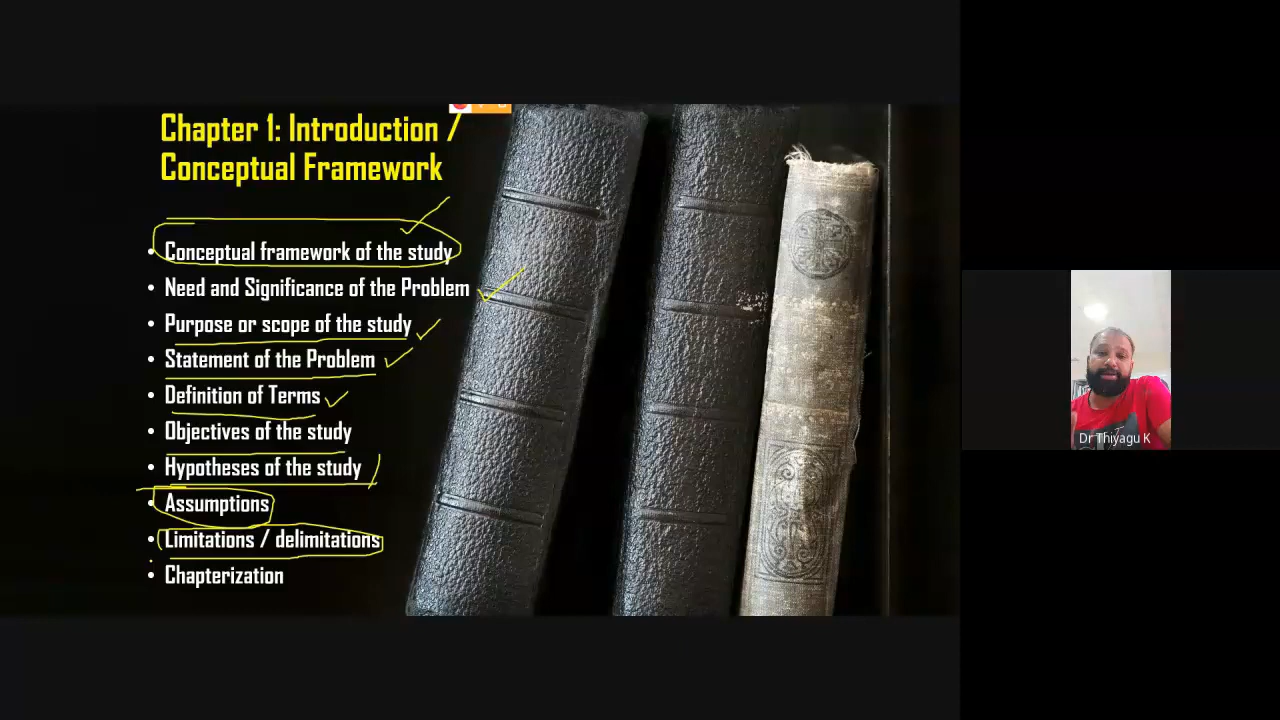 Chapter 1: Introduction /
Conceptual Framework
• Conceptual framework of the study
• Need and Significance of the Problem
• Purpose or scope of the study
• Statement of the Problem
• Definition of Terms
• Objectives of the study
• Hypotheses of the study
• Assumptions
• Limitations / delimitations
• Chapterization
Dr Thiyagu K